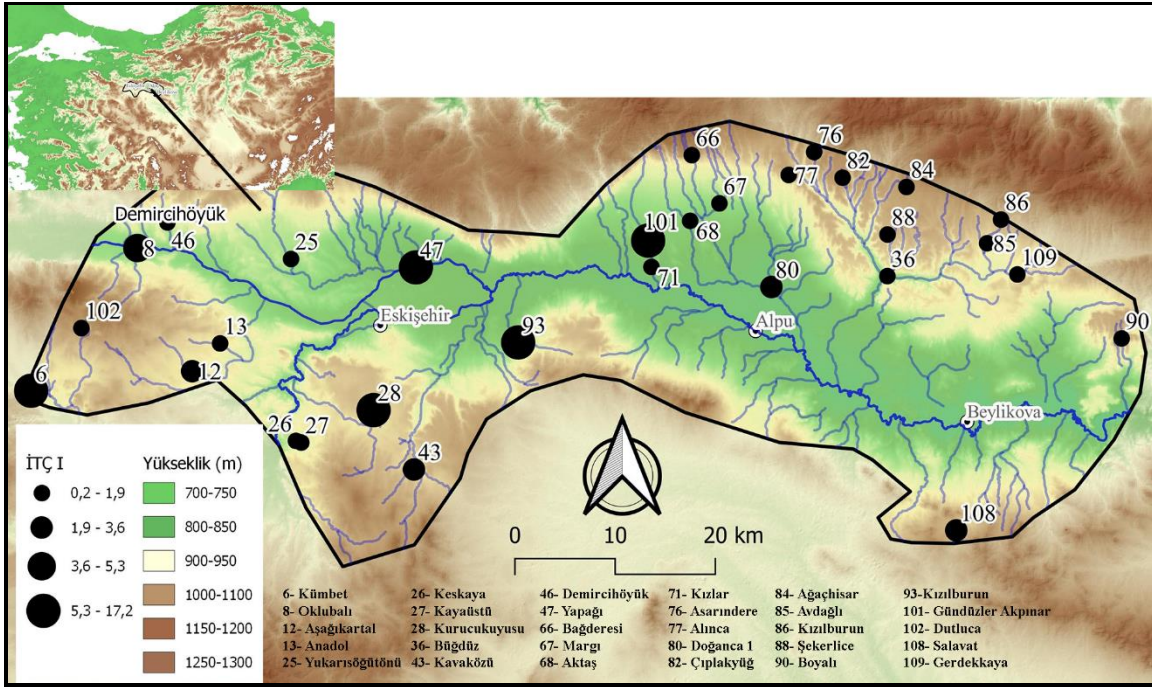 66
76
82
84
77
67
86
Demircihöyük
101
68
88
85
8
46
25
47
71
80
36
109
102
13
Eskişehir
93
Alpu
90
12
6
28
Beylikova
26
27
43
108
İTÇ I
0,2 - 1,9
1,9 - 3,6
3,6 - 5,3
5,3 - 17,2
Yükseklik (m)
700-750
800-850
900-950
1000-1100
1150-1200
1250-1300
0 10 20 km
6- Kümbet
8- Oklubalı
12- Aşağıkartal
13- Anadol
25- Yukarısöğütönü
26- Keskaya
27- Kayaüstü
28- Kurucukuyusu
36- Büğdüz
43- Kavaközü
46- Demircihöyük
47- Yapağı
66- Bağderesi
67- Margı
68- Aktaş
71- Kızlar
76- Asarındere
77- Alınca
80- Doğanca 1
82- Çıplakyüğ
84- Ağaçhisar
85- Avdağlı
86- Kızılburun
88- Şekerlice
90- Boyalı
93-Kızılburun
101- Gündüzler Akpınar
102- Dutluca
108- Salavat
109- Gerdekkaya